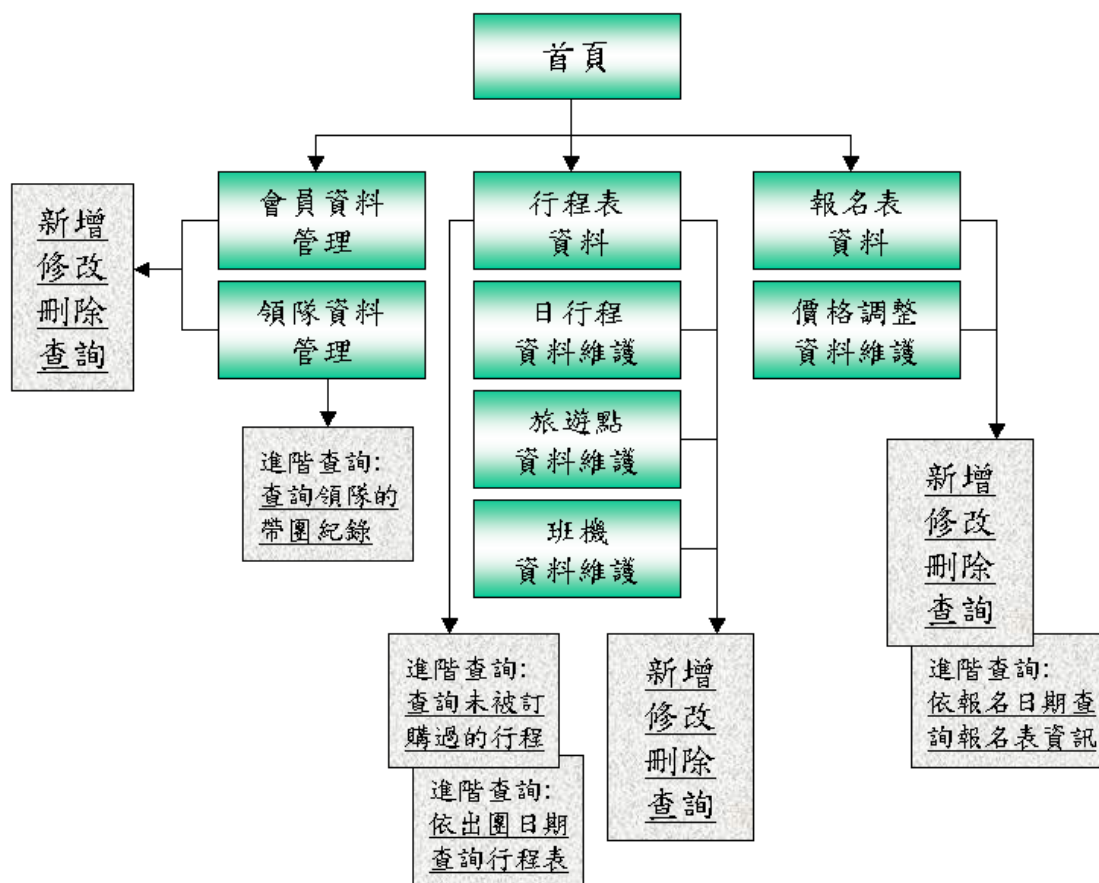 首頁
會員資料
管理
行程表
資料
報名表
資料
新增
修改
刪除
查詢
領隊資料
管理
日行程
資料維護
價格調整
資料維護
旅遊點
資料維護
進階查詢:
查詢領隊的
帶團紀錄
班機
資料維護
新增
修改
刪除
查詢
進階查詢:
查詢未被訂
購過的行程
進階查詢:
依出團日期
查詢行程表
新增
修改
刪除
查詢
進階查詢:
依報名日期查
詢報名表資訊